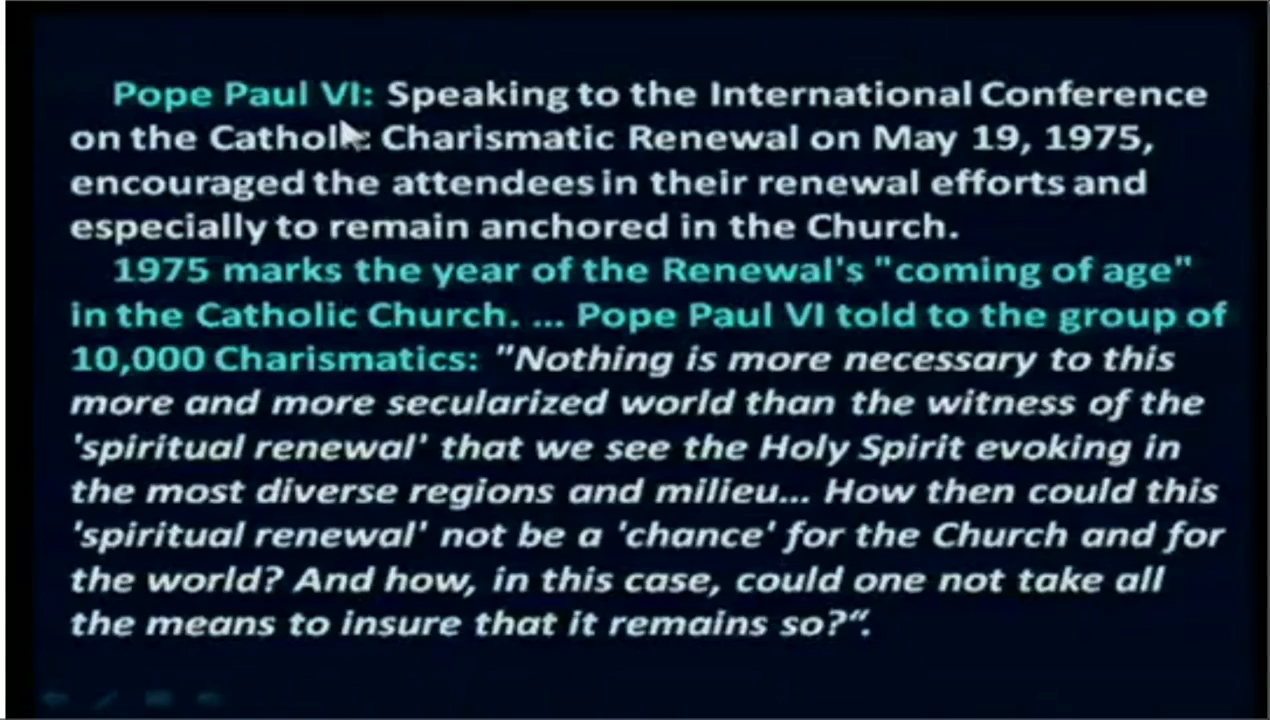 Pope Paul VI: Speaking to the International Conference
on the Catholic Charismatic Renewal on May 19, 1975,
encouraged the attendees in their renewal efforts and
especially to remain anchored in the Church.
1975 marks the year of the Renewal's "coming of age"
in the Catholic Church. ... Pope Paul VI told to the group of
10,000 Charismatics: "Nothing is more necessary to this
more and more secularized world than the witness of the
'spiritual renewal' that we see the Holy Spirit evoking in
the most diverse regions and milieu... How then could this
'spiritual renewal' not be a 'chance' for the Church and for
the world? And how, in this case, could one not take all
the means to insure that it remains so?“.